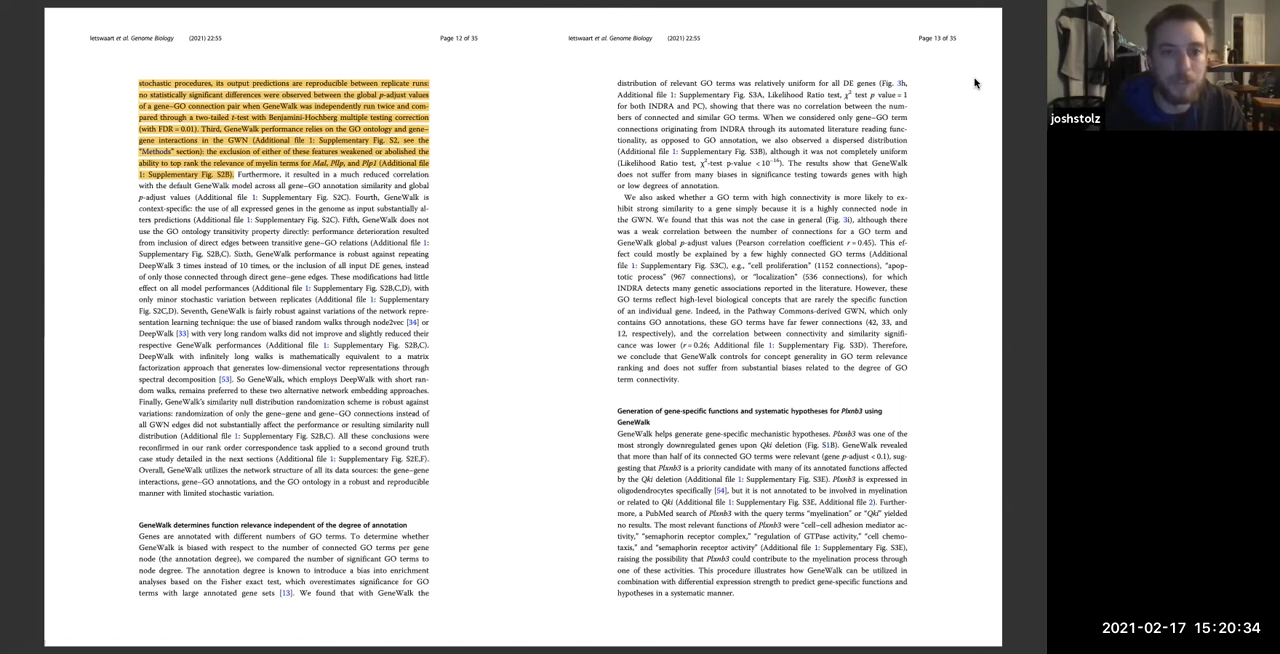 Ietswaart et al. Genome Biology (2021) 22:55 Page 12 of 35
stochastic procedures, its output predictions are reproducible between replicate runs:
no statistically significant differences were observed between the global p-adjust values
of a gene–GO connection pair when GeneWalk was independently run twice and com-
pared through a two-tailed t-test with Benjamini-Hochberg multiple testing correction
(with FDR = 0.01). Third, GeneWalk performance relies on the GO ontology and gene–
gene interactions in the GWN (Additional file 1: Supplementary Fig. S2, see the
“Methods” section): the exclusion of either of these features weakened or abolished the
ability to top rank the relevance of myelin terms for Mal, Pllp, and Plp1 (Additional file
1: Supplementary Fig. S2B). Furthermore, it resulted in a much reduced correlation
with the default GeneWalk model across all gene–GO annotation similarity and global
p-adjust values (Additional file 1: Supplementary Fig. S2C). Fourth, GeneWalk is
context-specific: the use of all expressed genes in the genome as input substantially al-
ters predictions (Additional file 1: Supplementary Fig. S2C). Fifth, GeneWalk does not
use the GO ontology transitivity property directly: performance deterioration resulted
from inclusion of direct edges between transitive gene–GO relations (Additional file 1:
Supplementary Fig. S2B,C). Sixth, GeneWalk performance is robust against repeating
DeepWalk 3 times instead of 10 times, or the inclusion of all input DE genes, instead
of only those connected through direct gene–gene edges. These modifications had little
effect on all model performances (Additional file 1: Supplementary Fig. S2B,C,D), with
only minor stochastic variation between replicates (Additional file 1: Supplementary
Fig. S2C,D). Seventh, GeneWalk is fairly robust against variations of the network repre-
sentation learning technique: the use of biased random walks through node2vec [34] or
DeepWalk [33] with very long random walks did not improve and slightly reduced their
respective GeneWalk performances (Additional file 1: Supplementary Fig. S2B,C).
DeepWalk with infinitely long walks is mathematically equivalent to a matrix
factorization approach that generates low-dimensional vector representations through
spectral decomposition [53]. So GeneWalk, which employs DeepWalk with short ran-
dom walks, remains preferred to these two alternative network embedding approaches.
Finally, GeneWalk's similarity null distribution randomization scheme is robust against
variations: randomization of only the gene–gene and gene–GO connections instead of
all GWN edges did not substantially affect the performance or resulting similarity null
distribution (Additional file 1: Supplementary Fig. S2B,C). All these conclusions were
reconfirmed in our rank order correspondence task applied to a second ground truth
case study detailed in the next sections (Additional file 1: Supplementary Fig. S2E,F).
Overall, GeneWalk utilizes the network structure of all its data sources: the gene–gene
interactions, gene–GO annotations, and the GO ontology in a robust and reproducible
manner with limited stochastic variation.
GeneWalk determines function relevance independent of the degree of annotation
Genes are annotated with different numbers of GO terms. To determine whether
GeneWalk is biased with respect to the number of connected GO terms per gene
node (the annotation degree), we compared the number of significant GO terms to
node degree. The annotation degree is known to introduce a bias into enrichment
analyses based on the Fisher exact test, which overestimates significance for GO
terms with large annotated gene sets [13]. We found that with GeneWalk the
Ietswaart et al. Genome Biology (2021) 22:55 Page 13 of 35
distribution of relevant GO terms was relatively uniform for all DE genes (Fig. 3h,
Additional file 1: Supplementary Fig. S3A, Likelihood Ratio test, χ2 test p value = 1
for both INDRA and PC), showing that there was no correlation between the num-
bers of connected and similar GO terms. When we considered only gene–GO term
connections originating from INDRA through its automated literature reading func-
tionality, as opposed to GO annotation, we also observed a dispersed distribution
(Additional file 1: Supplementary Fig. S3B), although it was not completely uniform
(Likelihood Ratio test, χ2-test p-value < 10−16). The results show that GeneWalk
does not suffer from many biases in significance testing towards genes with high
or low degrees of annotation.
We also asked whether a GO term with high connectivity is more likely to ex-
hibit strong similarity to a gene simply because it is a highly connected node in
the GWN. We found that this was not the case in general (Fig. 3i), although there
was a weak correlation between the number of connections for a GO term and
GeneWalk global p-adjust values (Pearson correlation coefficient r = 0.45). This ef-
fect could mostly be explained by a few highly connected GO terms (Additional
file 1: Supplementary Fig. S3C), e.g., “cell proliferation” (1152 connections), “apop-
totic process” (967 connections), or “localization” (536 connections), for which
INDRA detects many genetic associations reported in the literature. However, these
GO terms reflect high-level biological concepts that are rarely the specific function
of an individual gene. Indeed, in the Pathway Commons-derived GWN, which only
contains GO annotations, these GO terms have far fewer connections (42, 33, and
12, respectively), and the correlation between connectivity and similarity signifi-
cance was lower (r = 0.26; Additional file 1: Supplementary Fig. S3D). Therefore,
we conclude that GeneWalk controls for concept generality in GO term relevance
ranking and does not suffer from substantial biases related to the degree of GO
term connectivity.
Generation of gene-specific functions and systematic hypotheses for Plxnb3 using
GeneWalk
GeneWalk helps generate gene-specific mechanistic hypotheses. Plxnb3 was one of the
most strongly downregulated genes upon Qki deletion (Fig. S1B). GeneWalk revealed
that more than half of its connected GO terms were relevant (gene p-adjust < 0.1), sug-
gesting that Plxnb3 is a priority candidate with many of its annotated functions affected
by the Qki deletion (Additional file 1: Supplementary Fig. S3E). Plxnb3 is expressed in
oligodendrocytes specifically [54], but it is not annotated to be involved in myelination
or related to Qki (Additional file 1: Supplementary Fig. S3E, Additional file 2). Further-
more, a PubMed search of Plxnb3 with the query terms “myelination” or “Qki” yielded
no results. The most relevant functions of Plxnb3 were “cell–cell adhesion mediator ac-
tivity,” “semaphorin receptor complex,” “regulation of GTPase activity,” “cell chemo-
taxis,” and “semaphorin receptor activity” (Additional file 1: Supplementary Fig. S3E),
raising the possibility that Plxnb3 could contribute to the myelination process through
one of these activities. This procedure illustrates how GeneWalk can be utilized in
combination with differential expression strength to predict gene-specific functions and
hypotheses in a systematic manner.
joshstolz
2021-02-17 15:20:34